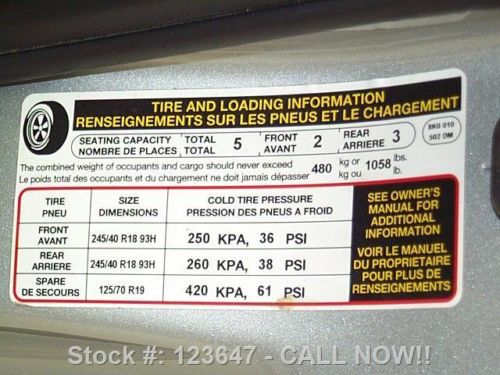 TIRE AND LOADING INFORMATION
RENSEIGNEMENTS SUR LES PNEUS ET LE CHARGEMENT
SEATING CAPACITY TOTAL 5 FRONT 2 REAR 3
NOMBRE DE PLACES TOTAL AVANT ARRIERE
8K0 010
502 DM
The combined weight of occupants and cargo should never exceed 480 kg or 1058 lbs.
Le poids total des occupants et du chargement ne doit jamais dépasser kg ou lb.
TIRE SIZE COLD TIRE PRESSURE
PNEU DIMENSIONS PRESSION DES PNEUS A FROID
FRONT
AVANT 245/40 R18 93H 250 KPA, 36 PSI
REAR
ARRIERE 245/40 R18 93H 260 KPA, 38 PSI
SPARE
DE SECOURS 125/70 R19 420 KPA, 61 PSI
SEE OWNER'S
MANUAL FOR
ADDITIONAL
INFORMATION
VOIR LE MANUEL
DU PROPRIETAIRE
POUR PLUS DE
RENSEIGNEMENTS
Stock #: 123647 - CALL NOW!!